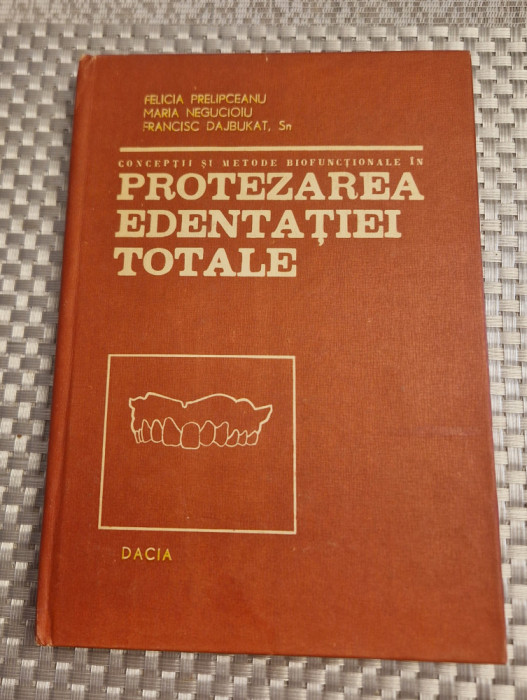 FELICIA PRELIPCEANU
MARIA NEGUCIOIU
FRANCISC DAJBUKAT, Sn
CONCEPȚII ȘI METODE BIOFUNCȚIONALE ÎN
PROTEZAREA
EDENTAȚIEI
TOTALE
DACIA